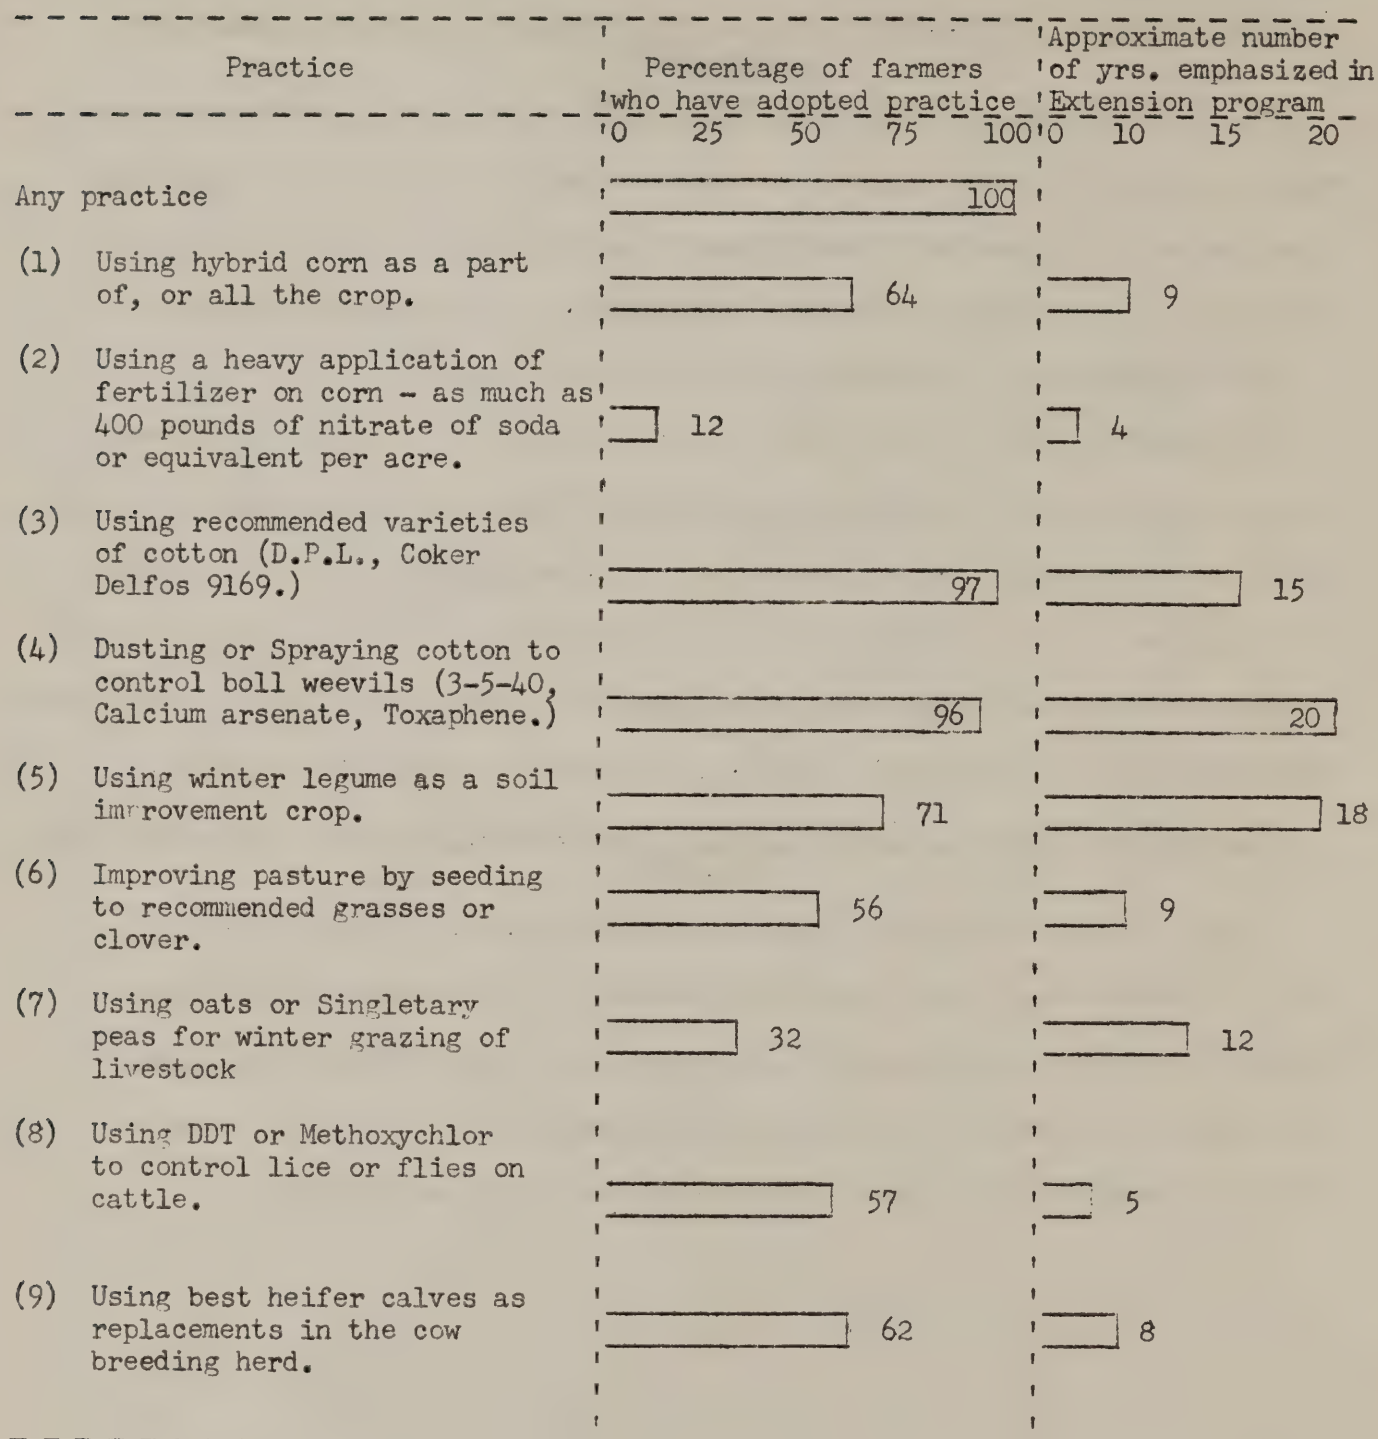 Practice
Percentage of farmers
who have adopted practice
Approximate number
of yrs. emphasized in
Extension program
0 25 50 75 100
0 10 15 20
Any practice
100
(1) Using hybrid corn as a part
of, or all the crop.
64
9
(2) Using a heavy application of
fertilizer on corn - as much as
400 pounds of nitrate of soda
or equivalent per acre.
12
4
(3) Using recommended varieties
of cotton (D.P.L., Coker
Delfos 9169.)
97
15
(4) Dusting or Spraying cotton to
control boll weevils (3-5-40,
Calcium arsenate, Toxaphene.)
96
20
(5) Using winter legume as a soil
improvement crop.
71
18
(6) Improving pasture by seeding
to recommended grasses or
clover.
56
9
(7) Using oats or Singletary
peas for winter grazing of
livestock
32
12
(8) Using DDT or Methoxychlor
to control lice or flies on
cattle.
57
5
(9) Using best heifer calves as
replacements in the cow
breeding herd.
62
8